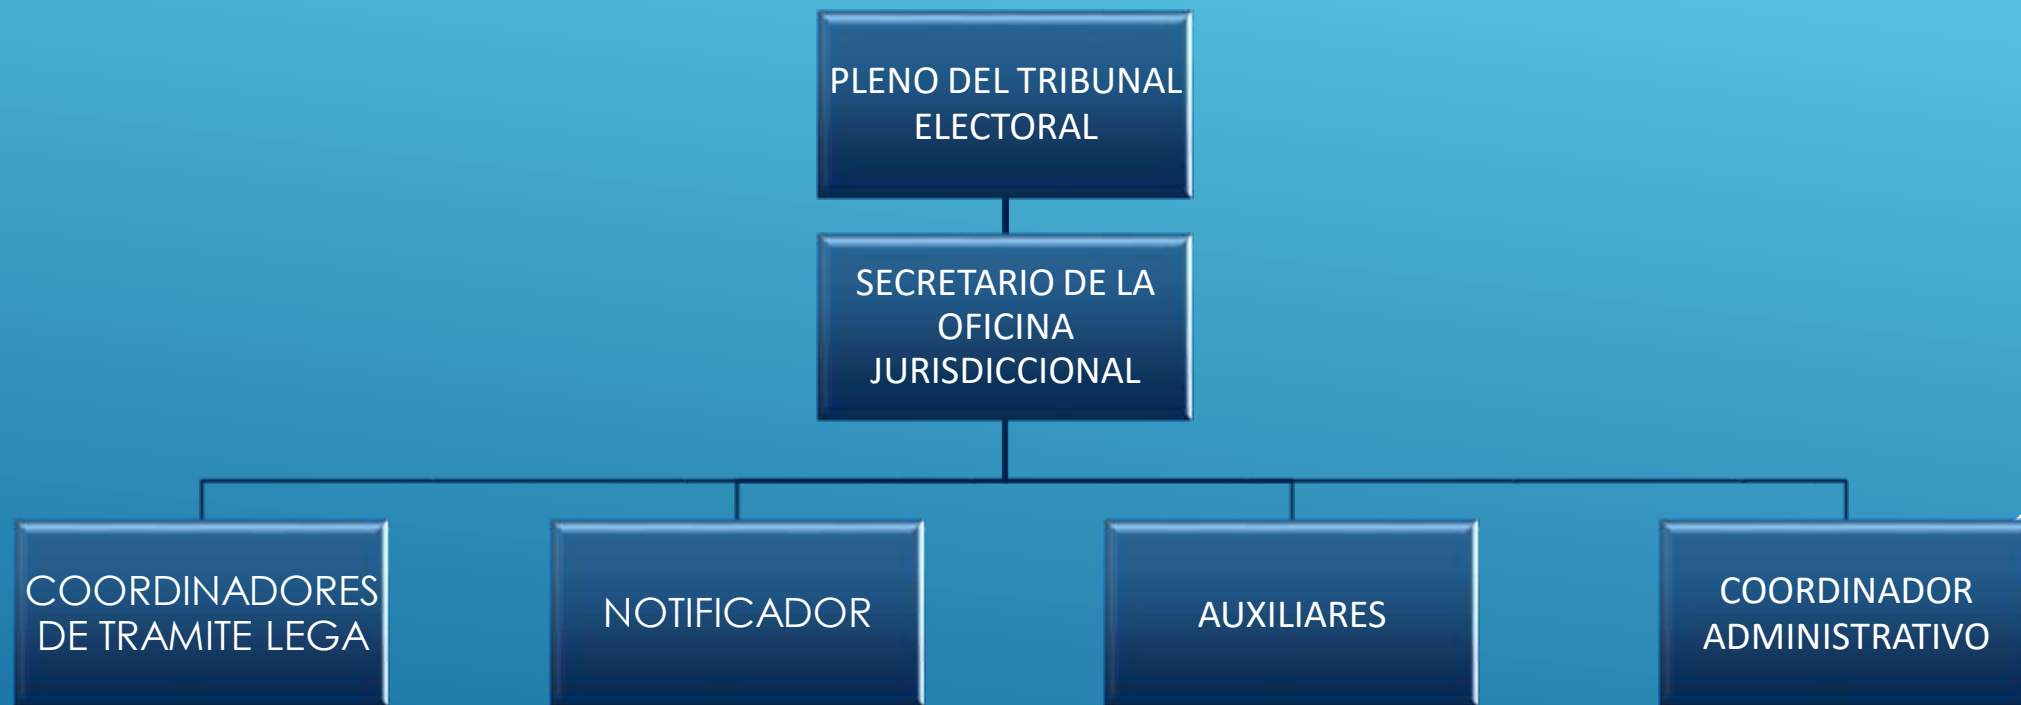 PLENO DEL TRIBUNAL
ELECTORAL
SECRETARIO DE LA
OFICINA
JURISDICCIONAL
COORDINADORES
DE TRAMITE LEGA
NOTIFICADOR
AUXILIARES
COORDINADOR
ADMINISTRATIVO